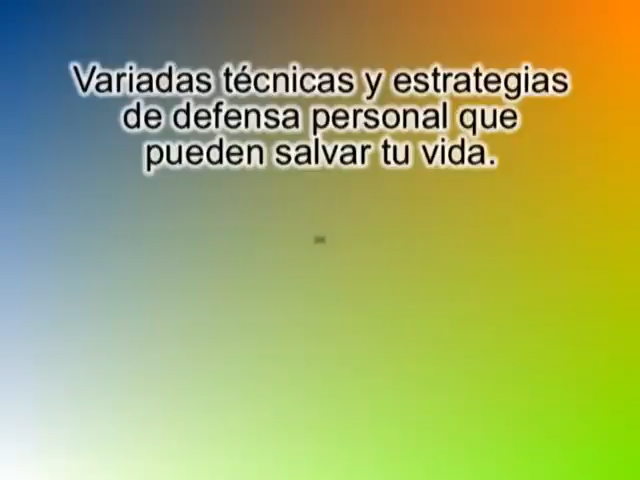 Variadas técnicas y estrategias
de defensa personal que
pueden salvar tu vida.